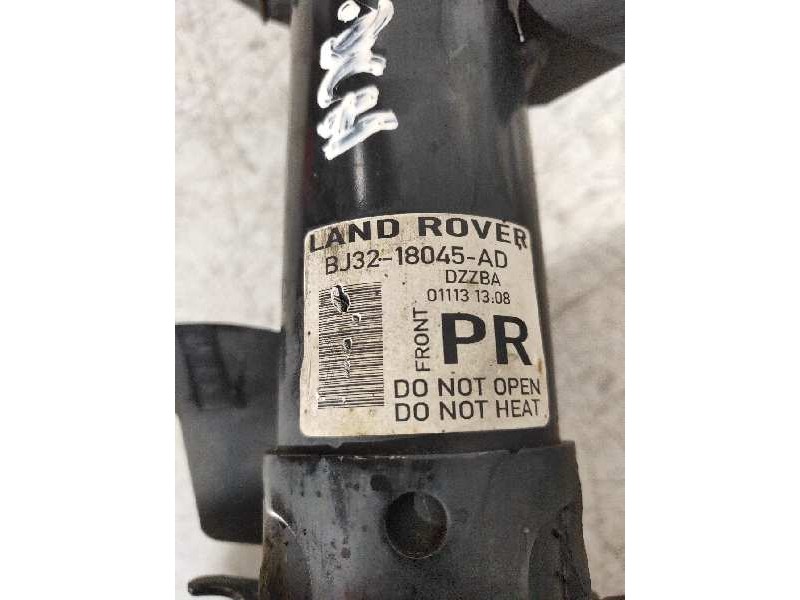 LAND ROVER
BJ32-18045-AD
DZZBA
01113 13:08
FRONT
PR
DO NOT OPEN
DO NOT HEAT